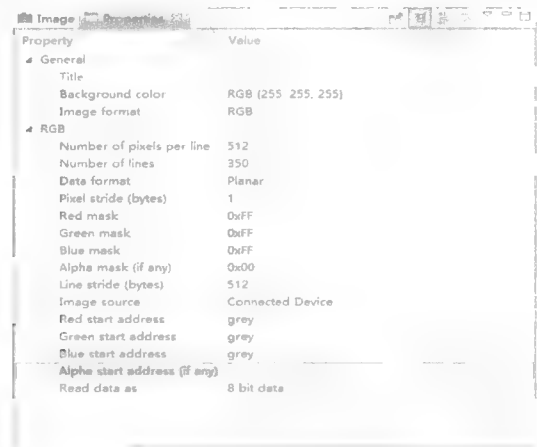 Image Properties
Property Value
General
Title
Background color RGB (255, 255, 255)
Image format RGB
RGB
Number of pixels per line 512
Number of lines 350
Data format Planar
Pixel stride (bytes) 1
Red mask 0xFF
Green mask 0xFF
Blue mask 0xFF
Alpha mask (if any) 0x00
Line stride (bytes) 512
Image source Connected Device
Red start address grey
Green start address grey
Blue start address grey
Alpha start address (if any)
Read data as 8 bit data